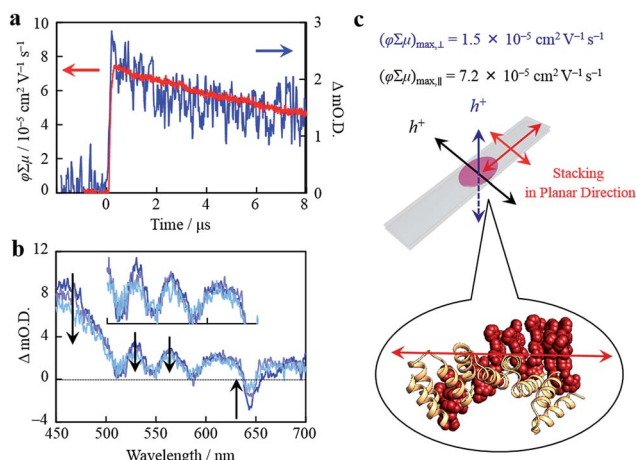 a
10
8
6
4
2
0
φΣμ / 10⁻⁵ cm² V⁻¹ s⁻¹
3
2
1
0
Δ mO.D.
0 2 4 6 8
Time / μs
b
12
8
4
0
−4
Δ mO.D.
450 500 550 600 650 700
Wavelength / nm
c
(φΣμ)max,⊥ = 1.5 × 10⁻⁵ cm² V⁻¹ s⁻¹
(φΣμ)max,∥ = 7.2 × 10⁻⁵ cm² V⁻¹ s⁻¹
h⁺
h⁺
Stacking
in Planar Direction